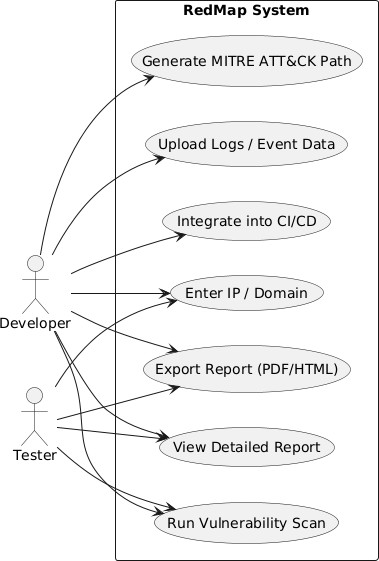 RedMap System
Generate MITRE ATT&CK Path
Upload Logs / Event Data
Integrate into CI/CD
Enter IP / Domain
Developer
Export Report (PDF/HTML)
View Detailed Report
Tester
Run Vulnerability Scan